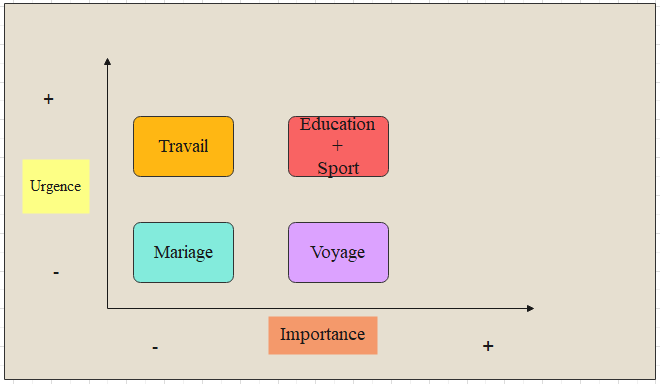 +
Travail
Education
+
Sport
Urgence
Mariage
Voyage
-
Importance
-
+